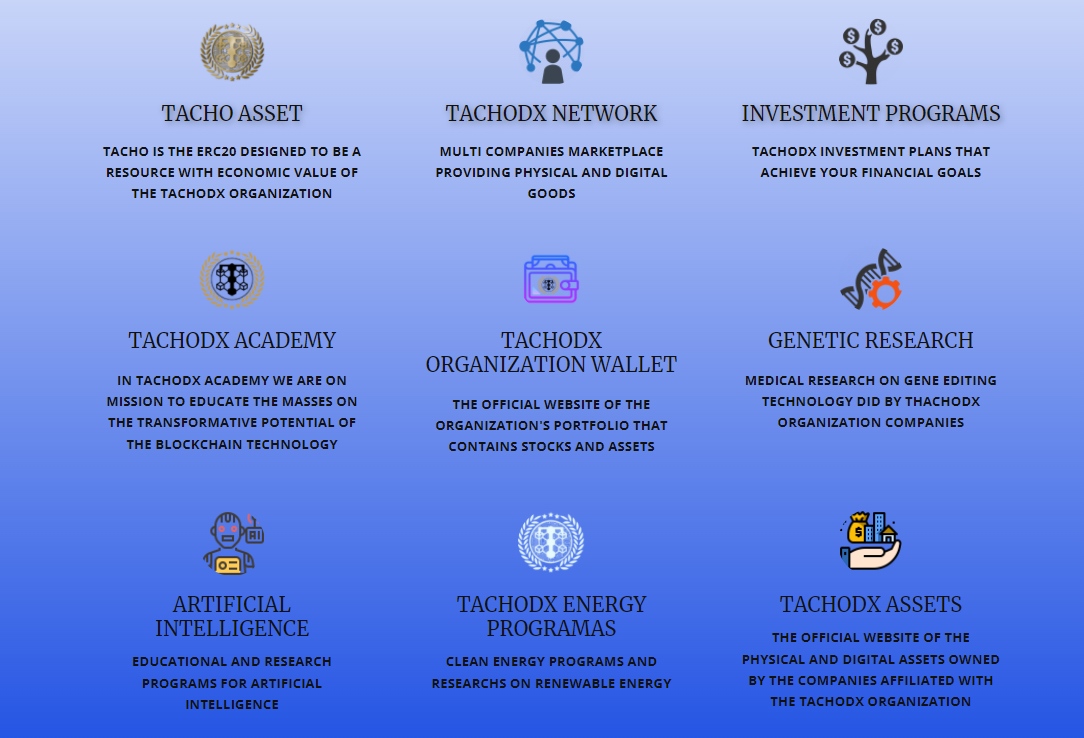 TACHO ASSET
TACHO IS THE ERC20 DESIGNED TO BE A
RESOURCE WITH ECONOMIC VALUE OF
THE TACHODX ORGANIZATION
TACHODX NETWORK
MULTI COMPANIES MARKETPLACE
PROVIDING PHYSICAL AND DIGITAL
GOODS
INVESTMENT PROGRAMS
TACHODX INVESTMENT PLANS THAT
ACHIEVE YOUR FINANCIAL GOALS
TACHODX ACADEMY
IN TACHODX ACADEMY WE ARE ON
MISSION TO EDUCATE THE MASSES ON
THE TRANSFORMATIVE POTENTIAL OF
THE BLOCKCHAIN TECHNOLOGY
TACHODX
ORGANIZATION WALLET
THE OFFICIAL WEBSITE OF THE
ORGANIZATION'S PORTFOLIO THAT
CONTAINS STOCKS AND ASSETS
GENETIC RESEARCH
MEDICAL RESEARCH ON GENE EDITING
TECHNOLOGY DID BY THACHODX
ORGANIZATION COMPANIES
AI
ARTIFICIAL
INTELLIGENCE
EDUCATIONAL AND RESEARCH
PROGRAMS FOR ARTIFICIAL
INTELLIGENCE
TACHODX ENERGY
PROGRAMAS
CLEAN ENERGY PROGRAMS AND
RESEARCHS ON RENEWABLE ENERGY
TACHODX ASSETS
THE OFFICIAL WEBSITE OF THE
PHYSICAL AND DIGITAL ASSETS OWNED
BY THE COMPANIES AFFILIATED WITH
THE TACHODX ORGANIZATION